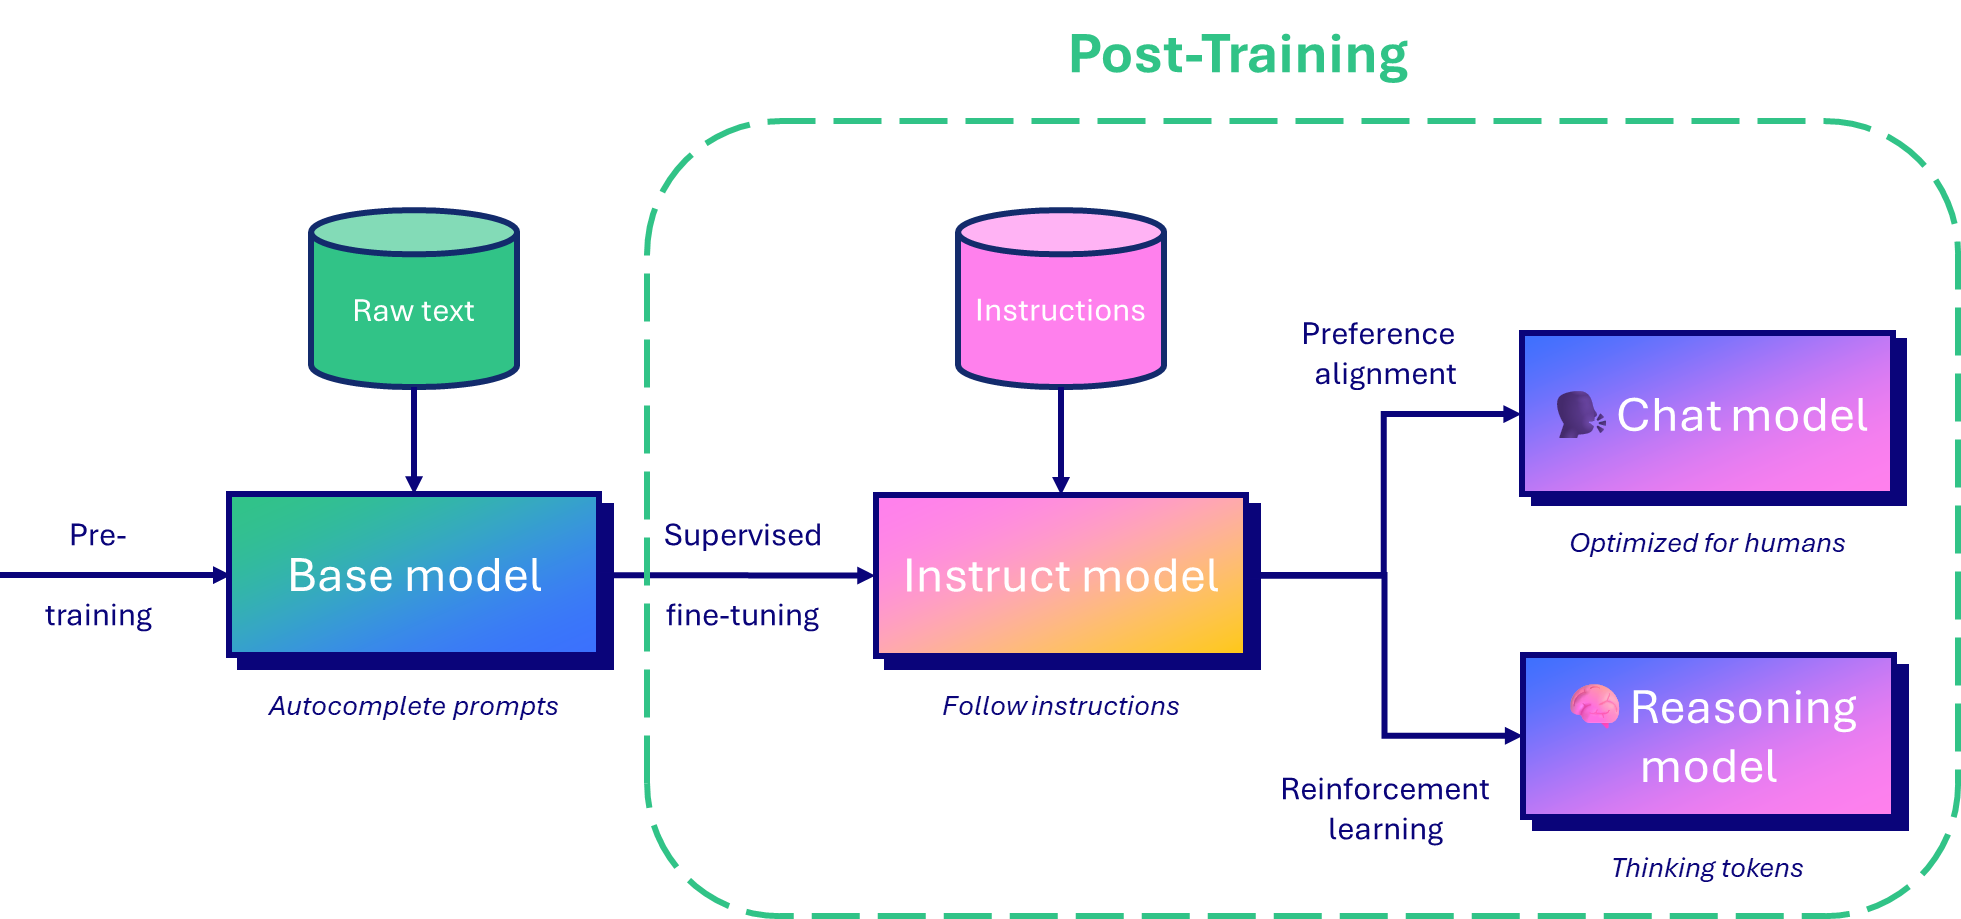 Post-Training
Raw text
Instructions
Pre-
training
Base model
Autocomplete prompts
Supervised
fine-tuning
Instruct model
Follow instructions
Preference
alignment
Chat model
Optimized for humans
Reinforcement
learning
Reasoning
model
Thinking tokens